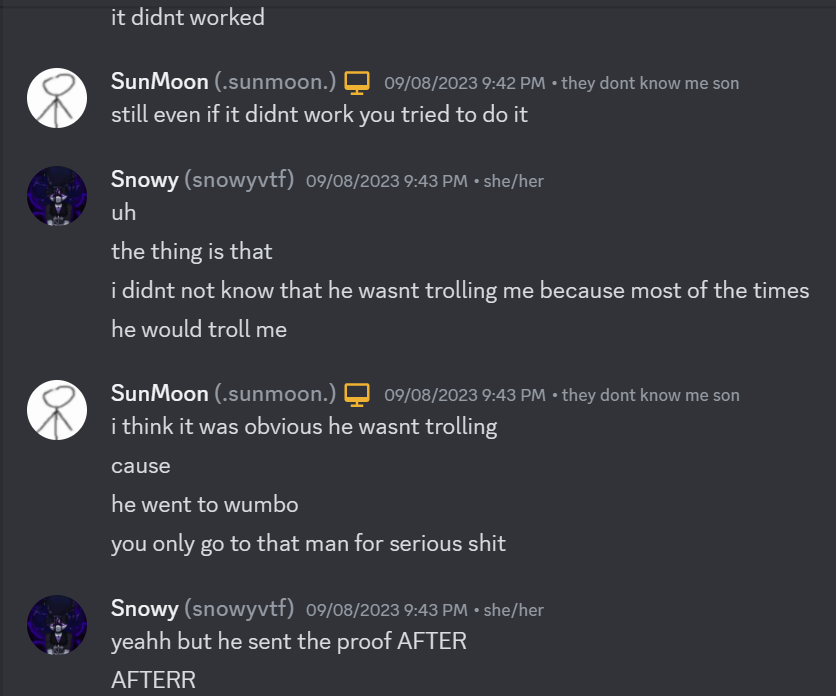 it didnt worked
SunMoon (.sunmoon.) 09/08/2023 9:42 PM • they dont know me son
still even if it didnt work you tried to do it
Snowy (snowyvtf) 09/08/2023 9:43 PM • she/her
uh
the thing is that
i didnt not know that he wasnt trolling me because most of the times
he would troll me
SunMoon (.sunmoon.) 09/08/2023 9:43 PM • they dont know me son
i think it was obvious he wasnt trolling
cause
he went to wumbo
you only go to that man for serious shit
Snowy (snowyvtf) 09/08/2023 9:43 PM • she/her
yeahh but he sent the proof AFTER
AFTERR